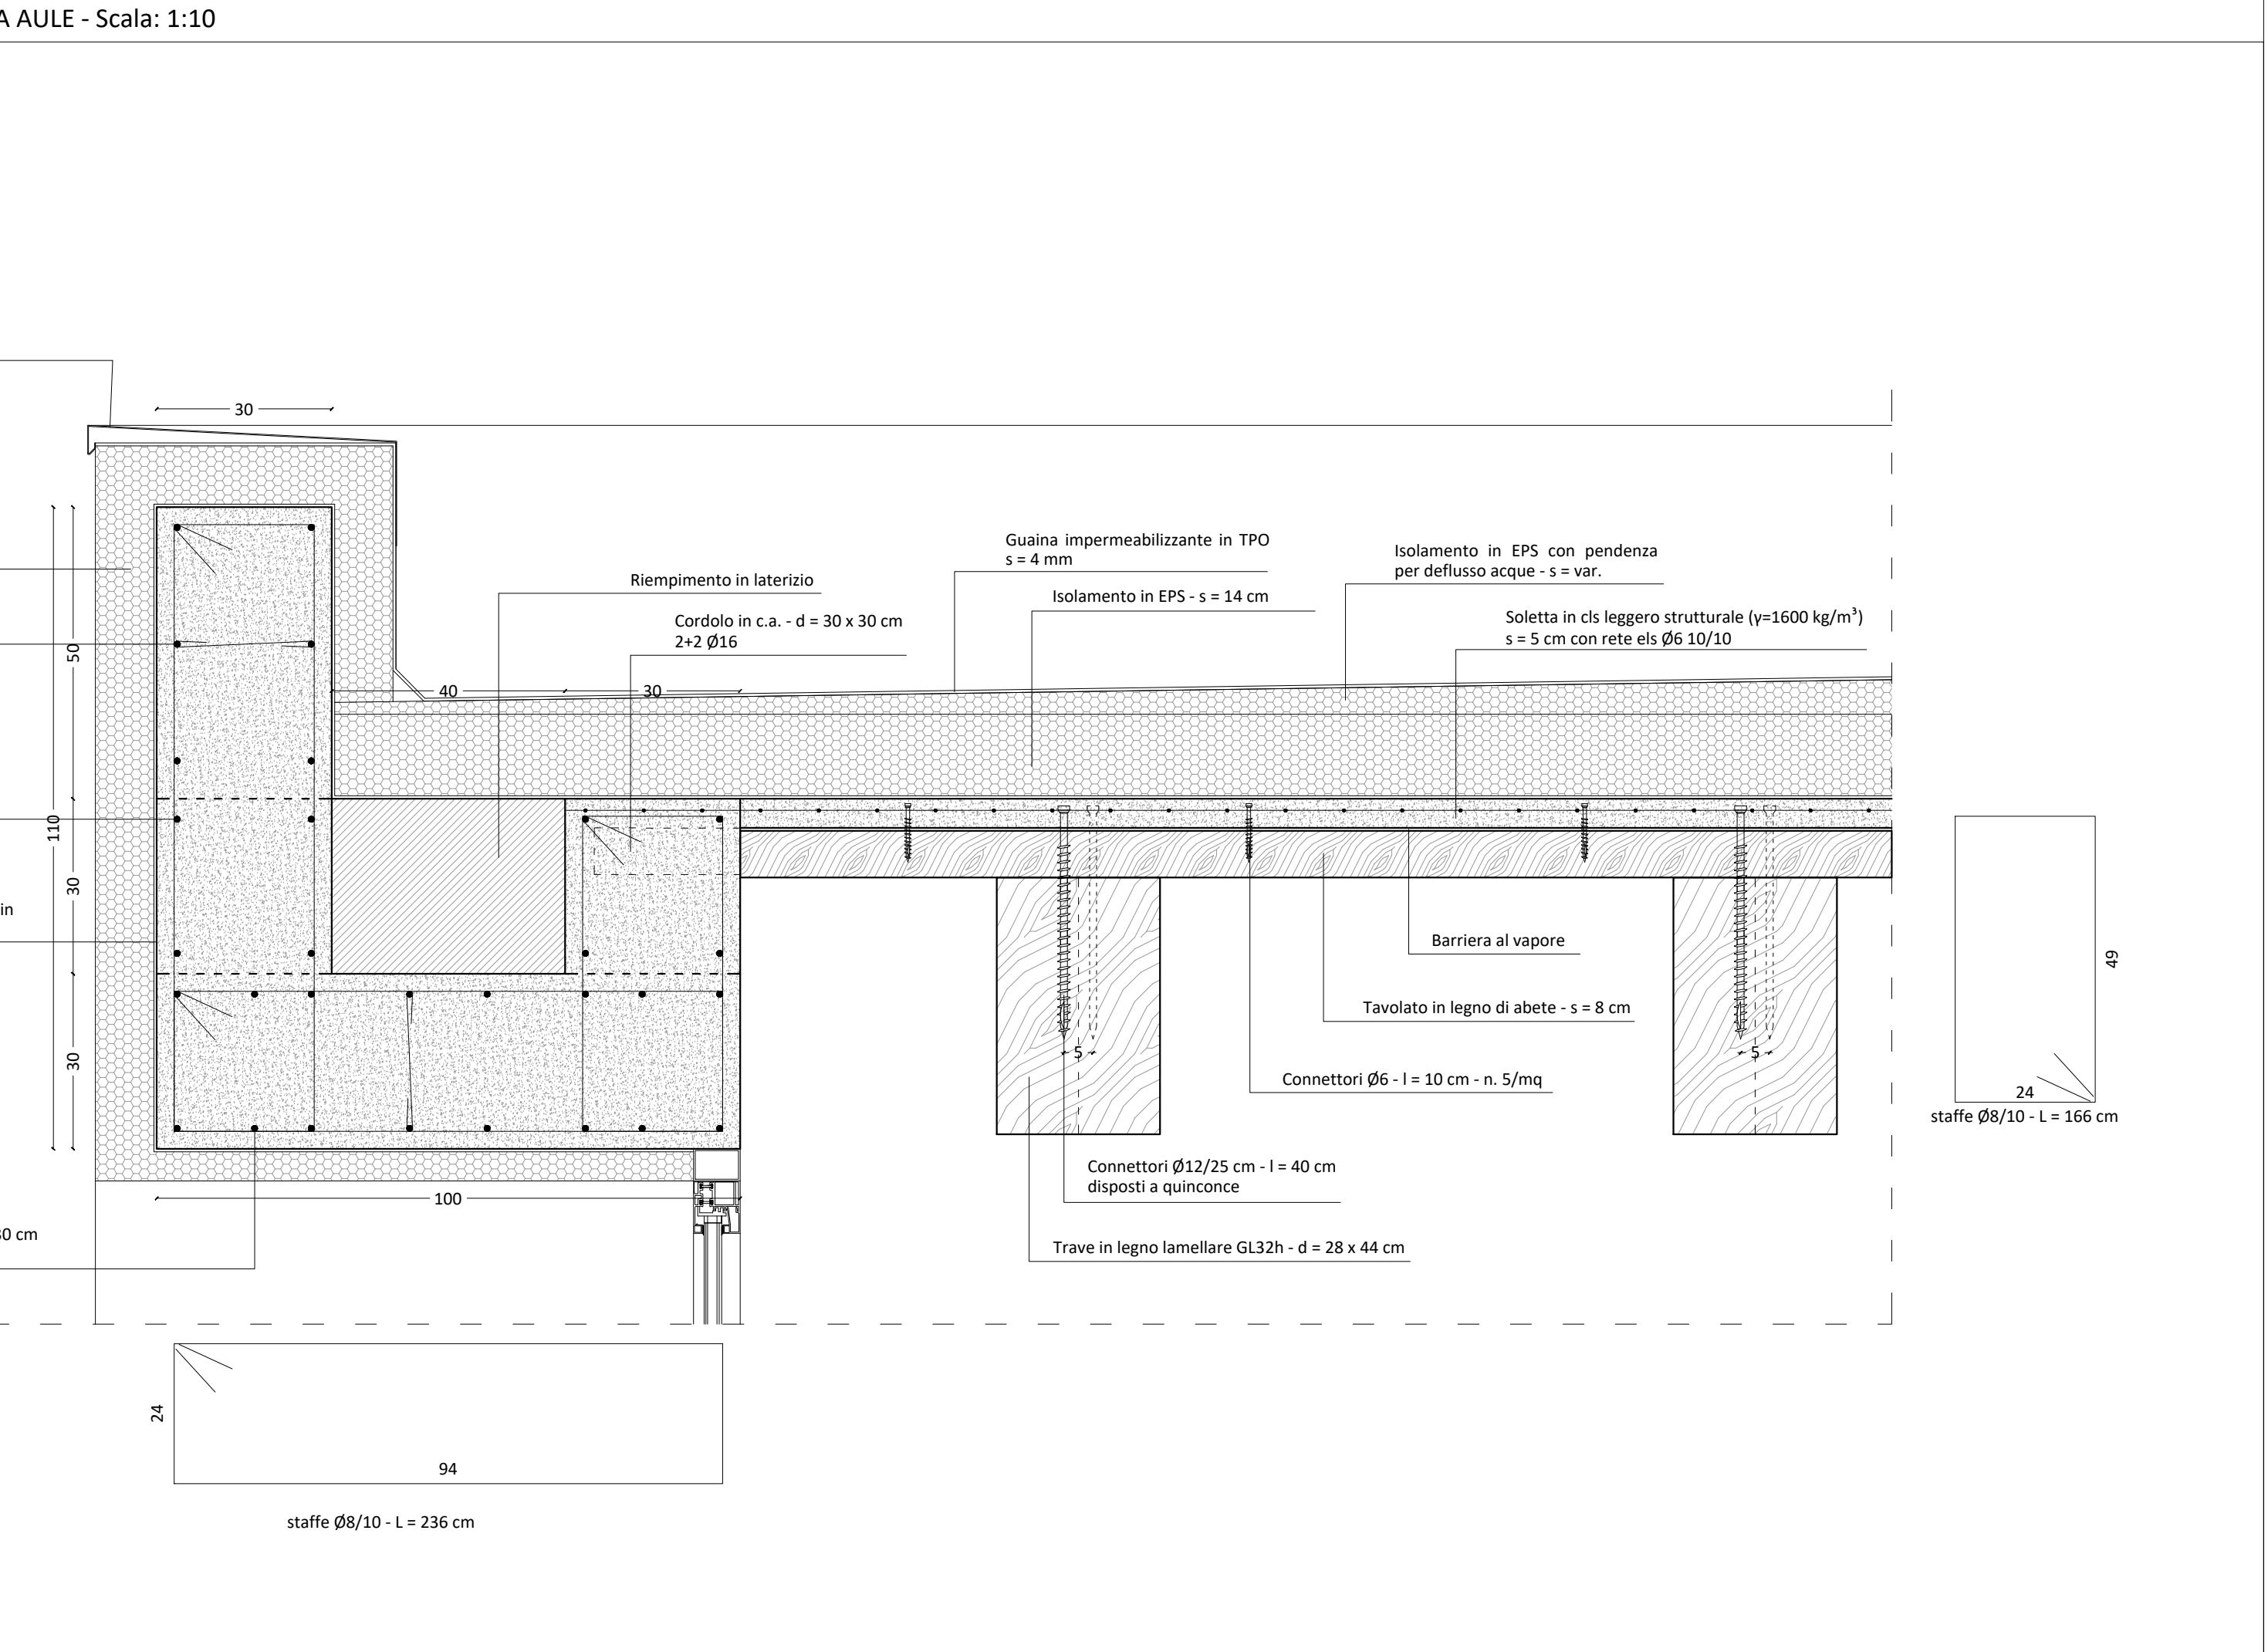 A AULE - Scala: 1:10
30
Guaina impermeabilizzante in TPO
s = 4 mm
Isolamento in EPS con pendenza
per deflusso acque - s = var.
Riempimento in laterizio
Isolamento in EPS - s = 14 cm
Cordolo in c.a. - d = 30 x 30 cm
2+2 Ø16
Soletta in cls leggero strutturale (γ=1600 kg/m³)
s = 5 cm con rete els Ø6 10/10
50
40
30
110
30
in
Barriera al vapore
49
Tavolato in legno di abete - s = 8 cm
5
5
30
Connettori Ø6 - l = 10 cm - n. 5/mq
24
staffe Ø8/10 - L = 166 cm
Connettori Ø12/25 cm - l = 40 cm
disposti a quinconce
100
30 cm
Trave in legno lamellare GL32h - d = 28 x 44 cm
24
94
staffe Ø8/10 - L = 236 cm